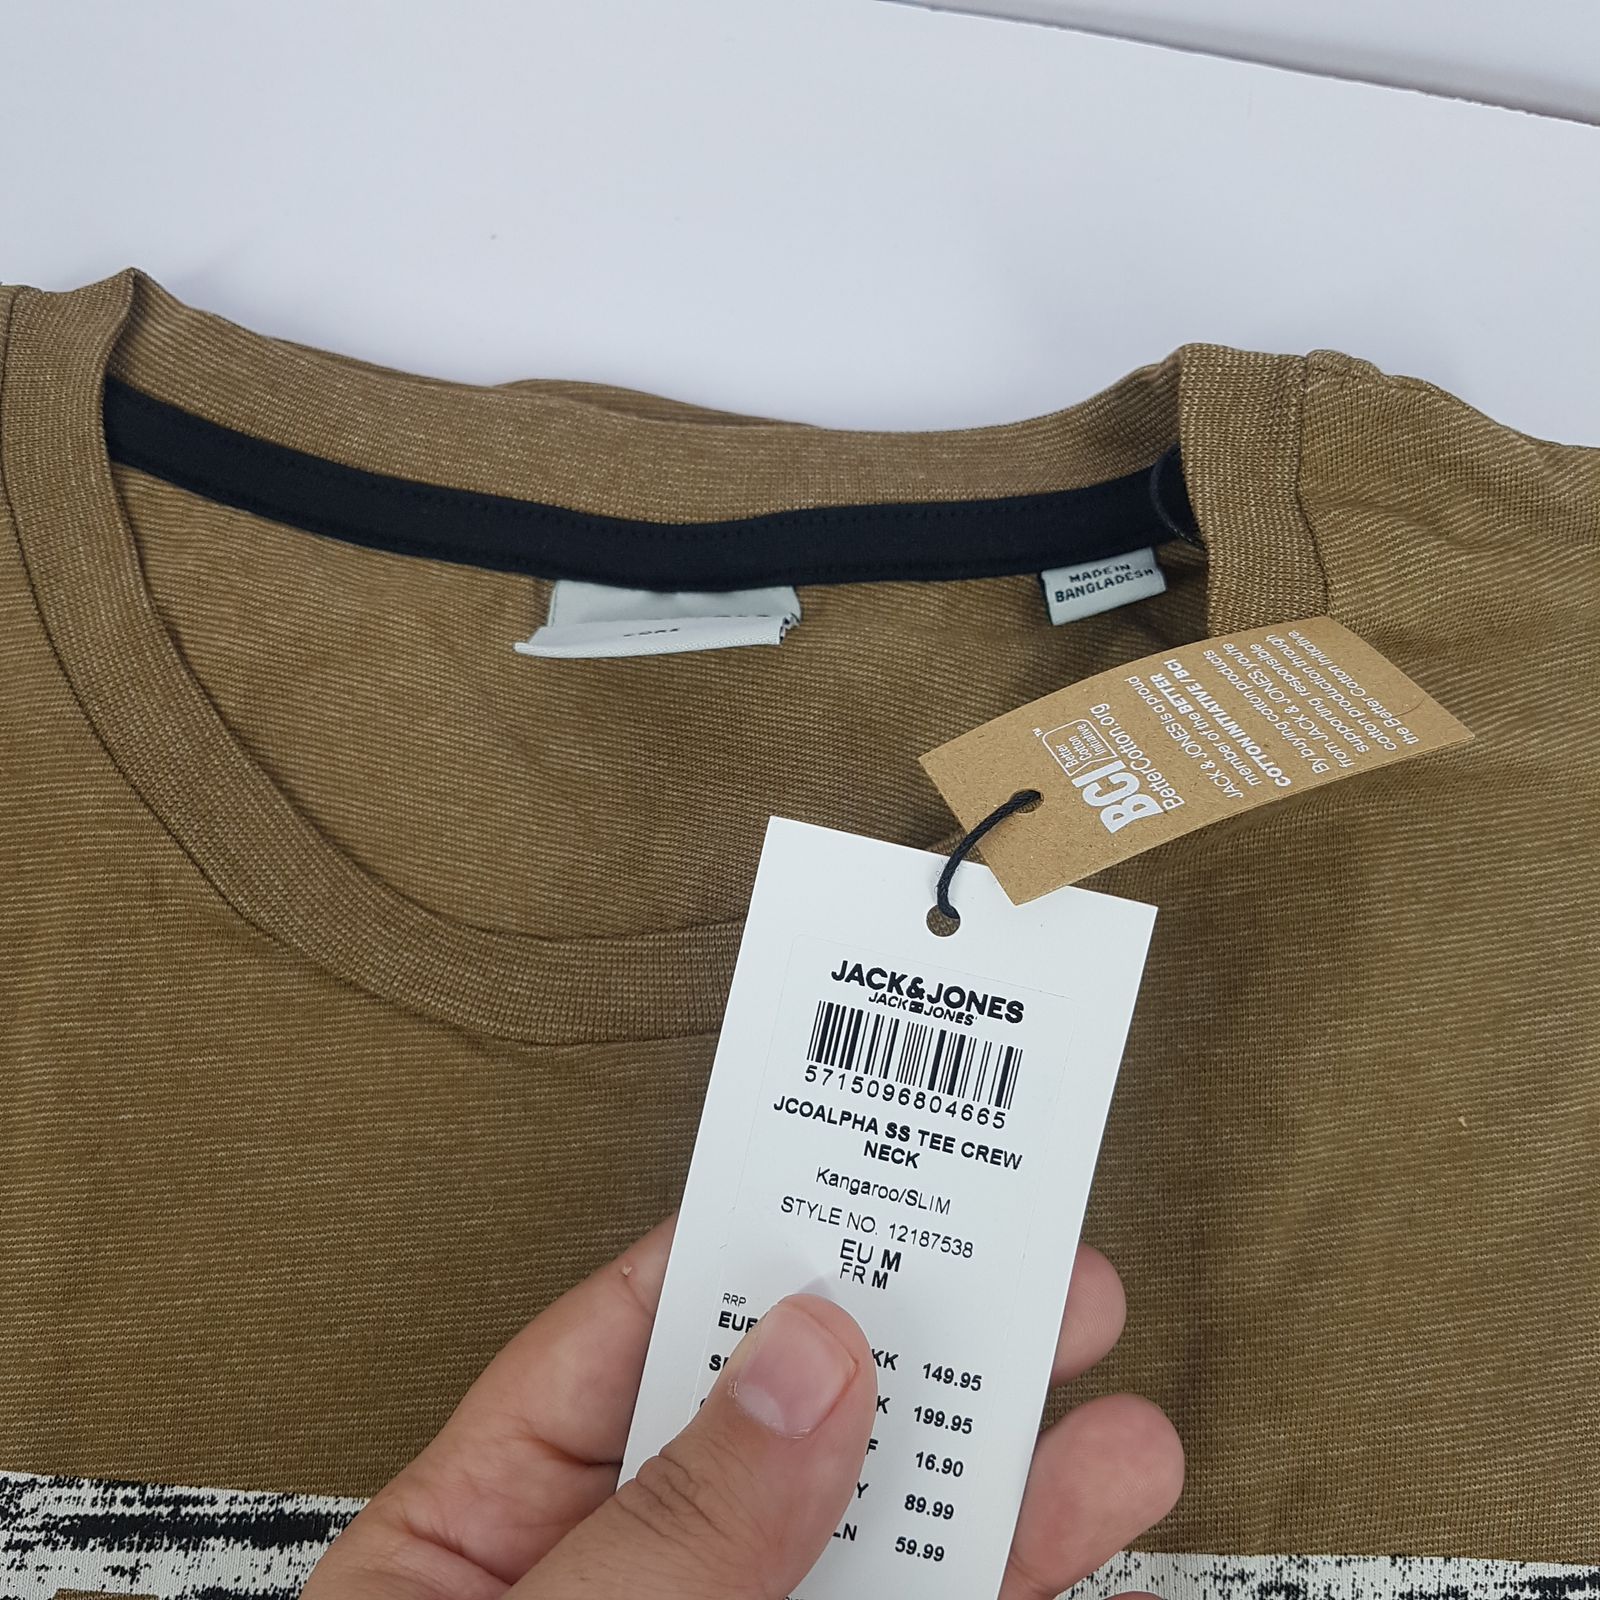 MADE IN
BANGLADESH
BCI
Better
Cotton
Initiative
™
BetterCotton.org
JACK & JONES is a proud
member of the BETTER
COTTON INITIATIVE/BCI
By buying cotton products
from JACK & JONES you're
supporting responsible
cotton production through
the Better Cotton Initiative
JACK&JONES
JACK JONES
5715096804665
JCOALPHA SS TEE CREW
NECK
Kangaroo/SLIM
STYLE NO. 12187538
EU M
FR M
RRP
149.95
199.95
16.90
89.99
59.99